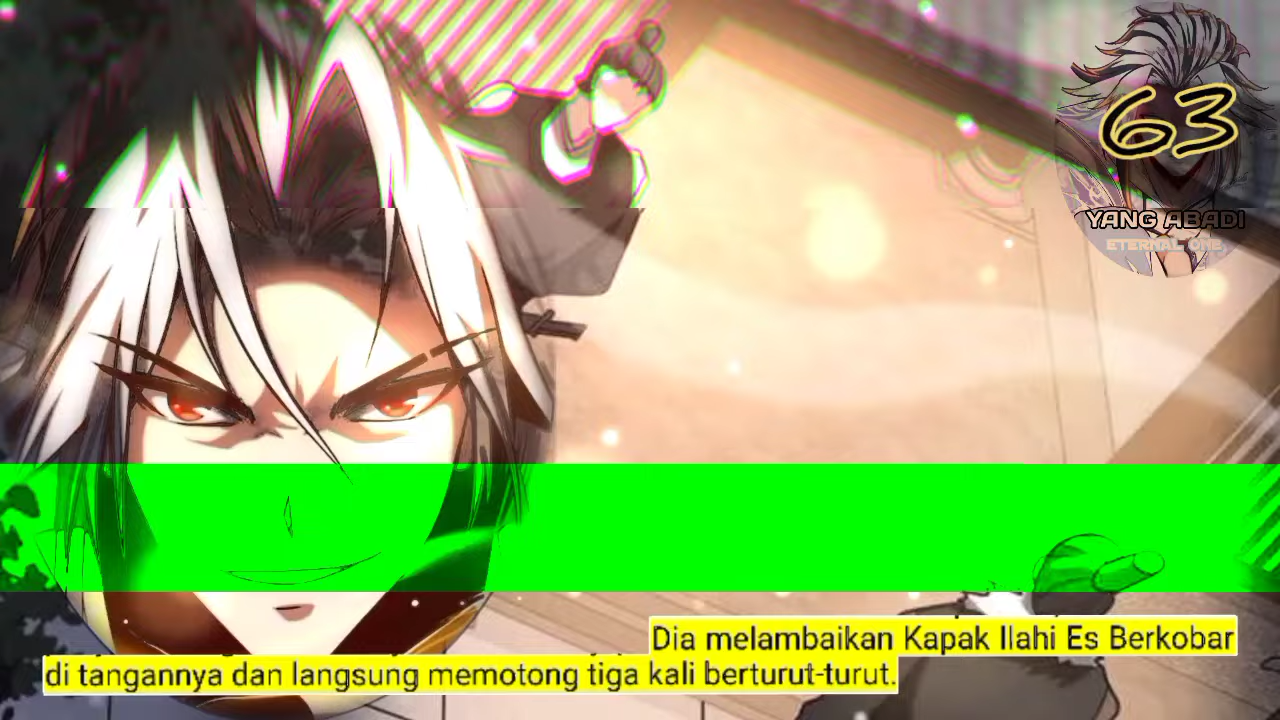 63
YANG ABADI
ETERNAL ONE
Dia melambaikan Kapak Ilahi Es Berkobar
di tangannya dan langsung memotong tiga kali berturut-turut.